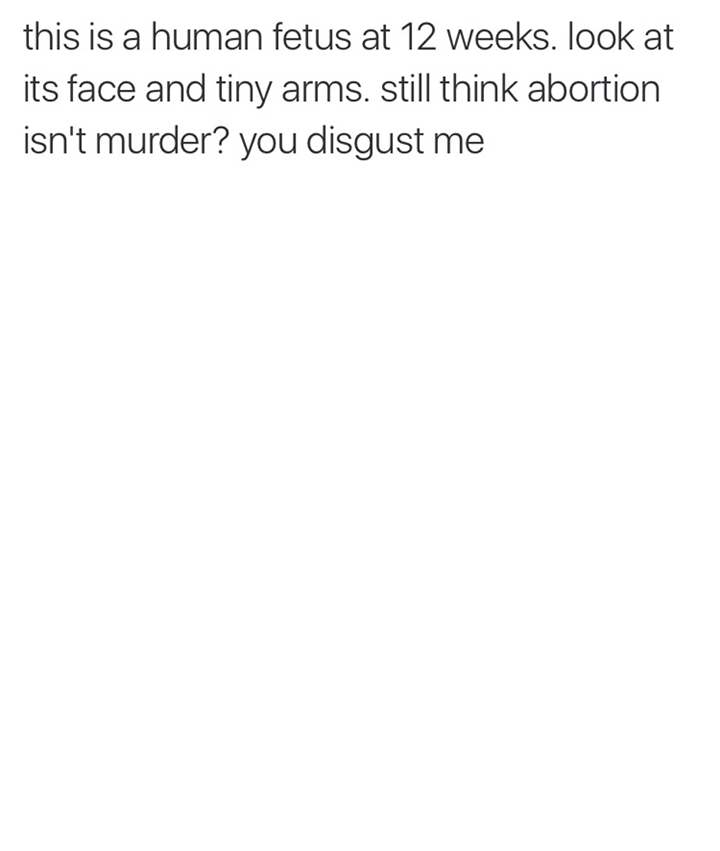 this is a human fetus at 12 weeks. look at
its face and tiny arms. still think abortion
isn't murder? you disgust me